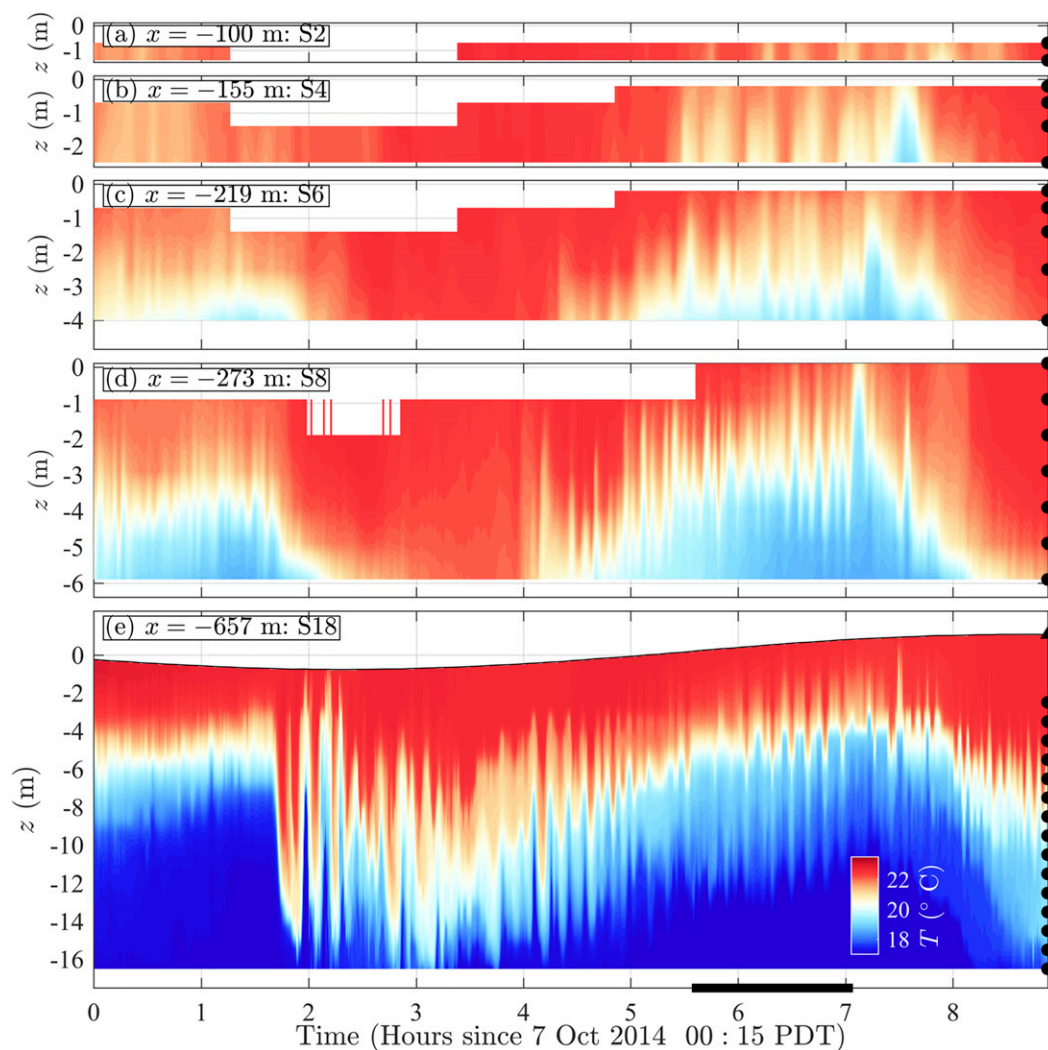 (a) x = −100 m: S2
z (m)
0
-1
(b) x = −155 m: S4
z (m)
0
-1
-2
(c) x = −219 m: S6
z (m)
0
-1
-2
-3
-4
(d) x = −273 m: S8
z (m)
0
-1
-2
-3
-4
-5
-6
(e) x = −657 m: S18
z (m)
0
-2
-4
-6
-8
-10
-12
-14
-16
22
20
18
T (°C)
0 1 2 3 4 5 6 7 8
Time (Hours since 7 Oct 2014 00 : 15 PDT)